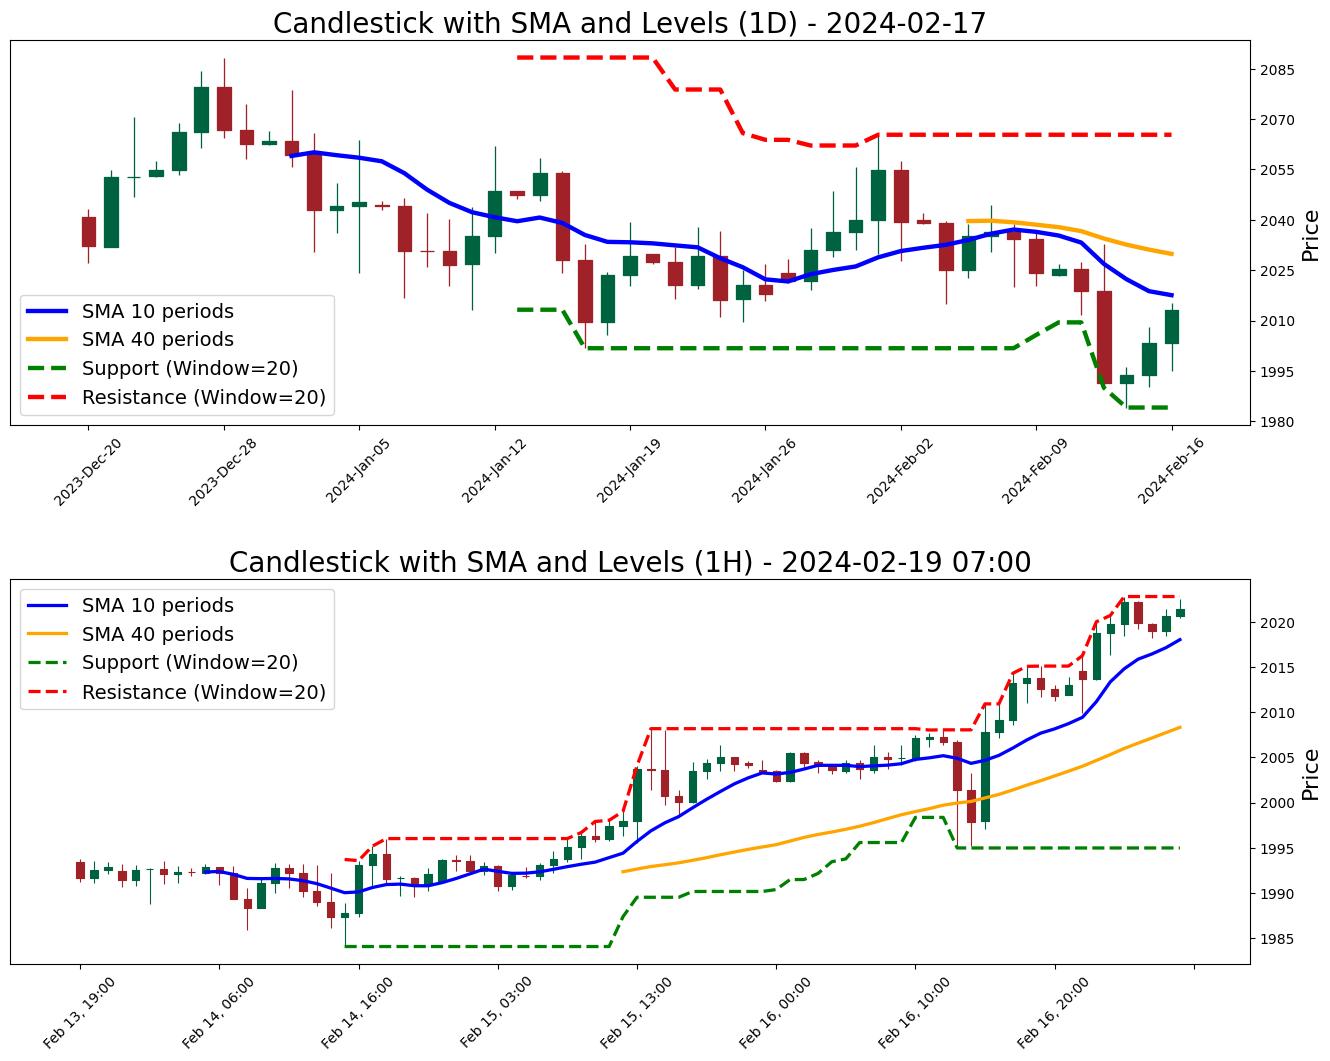 Candlestick with SMA and Levels (1D) - 2024-02-17
2085
2070
2055
2040
2025
2010
1995
1980
Price
SMA 10 periods
SMA 40 periods
Support (Window=20)
Resistance (Window=20)
2023-Dec-20
2023-Dec-28
2024-Jan-05
2024-Jan-12
2024-Jan-19
2024-Jan-26
2024-Feb-02
2024-Feb-09
2024-Feb-16
Candlestick with SMA and Levels (1H) - 2024-02-19 07:00
SMA 10 periods
SMA 40 periods
Support (Window=20)
Resistance (Window=20)
2020
2015
2010
2005
2000
1995
1990
1985
Price
Feb 13, 19:00
Feb 14, 06:00
Feb 14, 16:00
Feb 15, 03:00
Feb 15, 13:00
Feb 16, 00:00
Feb 16, 10:00
Feb 16, 20:00